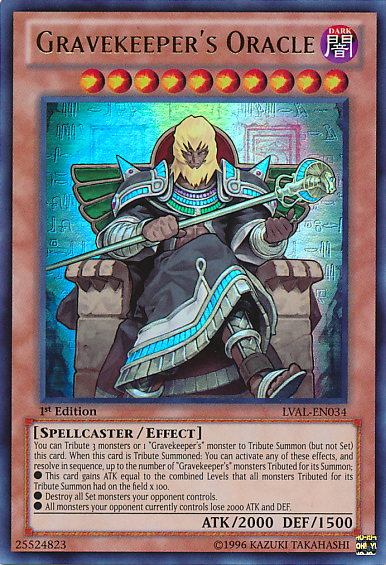 GRAVEKEEPER'S ORACLE
DARK
闇
1st Edition
LVAL-EN034
[SPELLCASTER / EFFECT]
You can Tribute 3 monsters or 1 "Gravekeeper's" monster to Tribute Summon (but not Set)
this card. When this card is Tribute Summoned: You can activate any of these effects, and
resolve in sequence, up to the number of "Gravekeeper's" monsters Tributed for its Summon;
● This card gains ATK equal to the combined Levels that all monsters Tributed for its
Tribute Summon had on the field x 100.
● Destroy all Set monsters your opponent controls.
● All monsters your opponent currently controls lose 2000 ATK and DEF.
ATK/2000 DEF/1500
25524823
©1996 KAZUKI TAKAHASHI